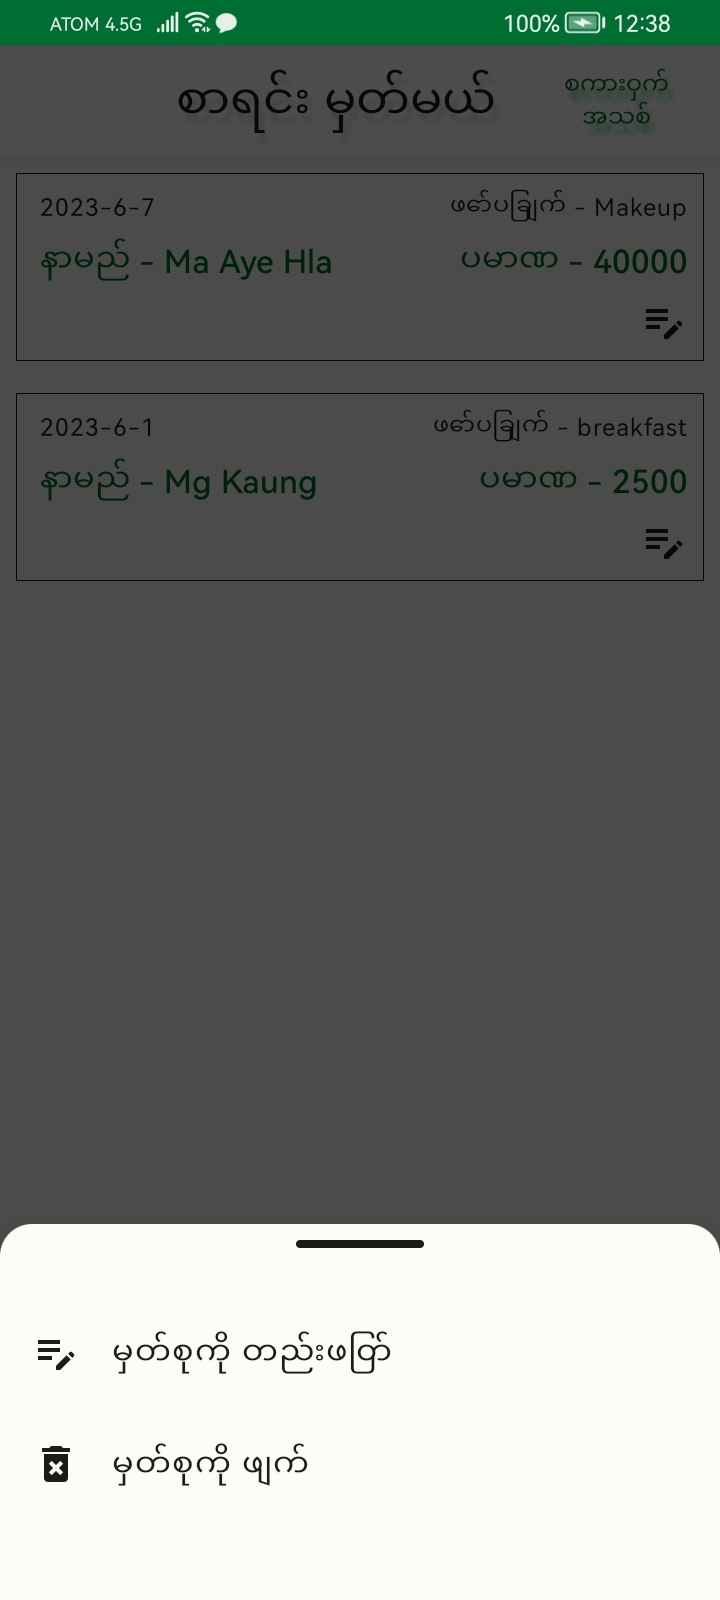 ATOM 4.5G 100% 12:38
စာရင်း မှတ်မယ်
စကားဝှက်
အသစ်
2023-6-7 ဖော်ပြချက် - Makeup
နာမည် - Ma Aye Hla ပမာဏ - 40000
2023-6-1 ဖော်ပြချက် - breakfast
နာမည် - Mg Kaung ပမာဏ - 2500
မှတ်စုကို တည်းဖြတ်
မှတ်စုကို ဖျက်